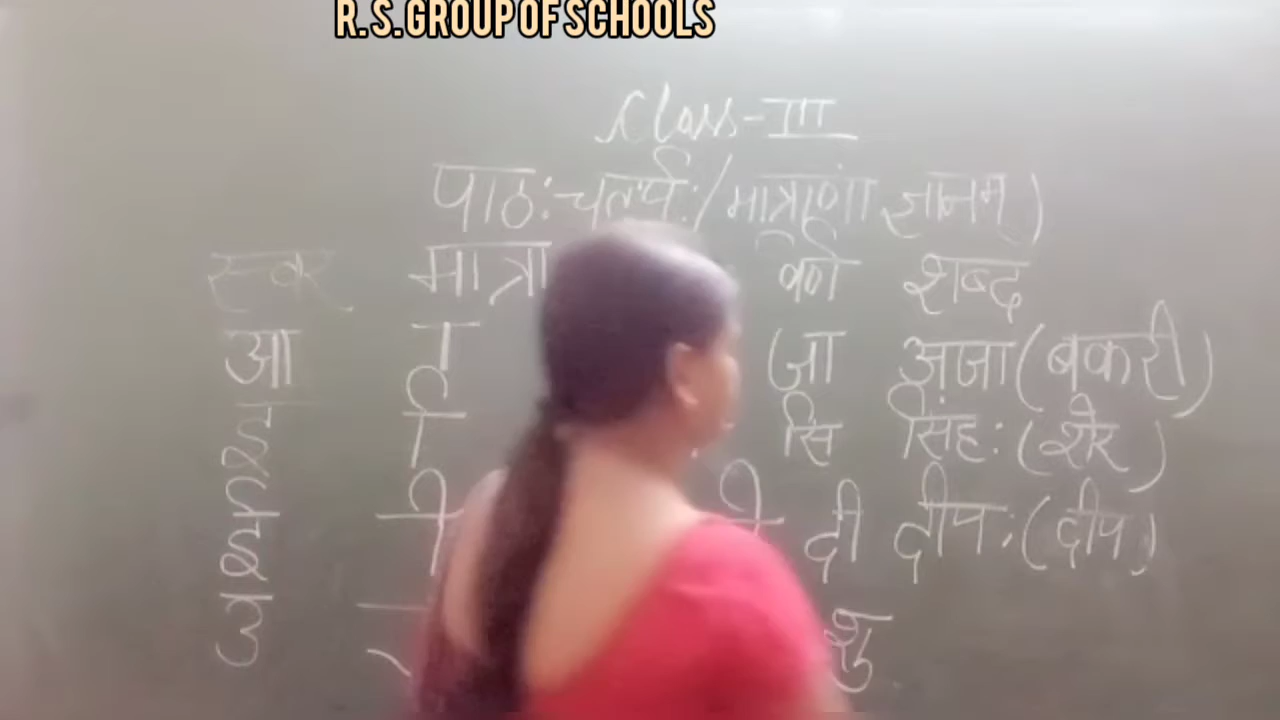 R. S. GROUP OF SCHOOLS
Class-III
पाठ:-चतुर्थ:/मात्राणां ज्ञानम्)
स्वर मात्रा वर्ण शब्द
आ ा जा अजा (बकरी)
इ ि सि सिंह: (शेर)
ई ी ी दी दीप: (दीप)
उ ु शु